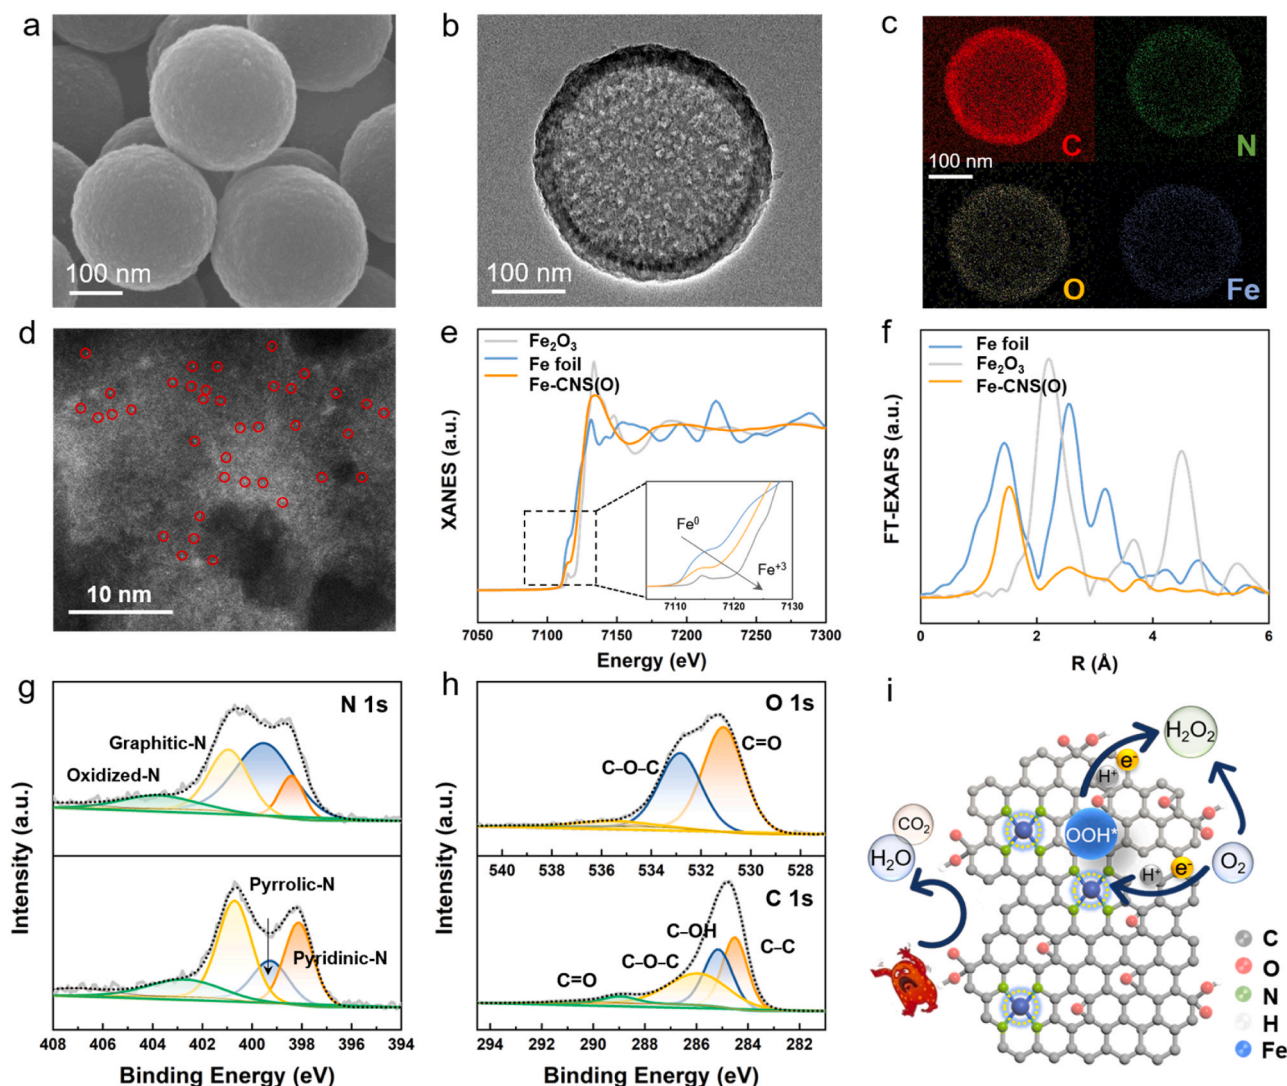 a
100 nm
b
100 nm
c
C
N
100 nm
O
Fe
d
10 nm
e
Fe₂O₃
Fe foil
Fe-CNS(O)
XANES (a.u.)
Fe⁰
Fe⁺³
7110 7120 7130
7050 7100 7150 7200 7250 7300
Energy (eV)
f
Fe foil
Fe₂O₃
Fe-CNS(O)
FT-EXAFS (a.u.)
0 2 4 6
R (Å)
g
N 1s
Graphitic-N
Oxidized-N
Pyrrolic-N
Pyridinic-N
Intensity (a.u.)
408 406 404 402 400 398 396 394
Binding Energy (eV)
h
O 1s
C=O
C–O–C
540 538 536 534 532 530 528
C 1s
C–OH
C–C
C–O–C
C=O
Intensity (a.u.)
294 292 290 288 286 284 282
Binding Energy (eV)
i
H₂O₂
e⁻
H⁺
OOH*
CO₂
H₂O
H⁺
e⁻
O₂
C
O
N
H
Fe